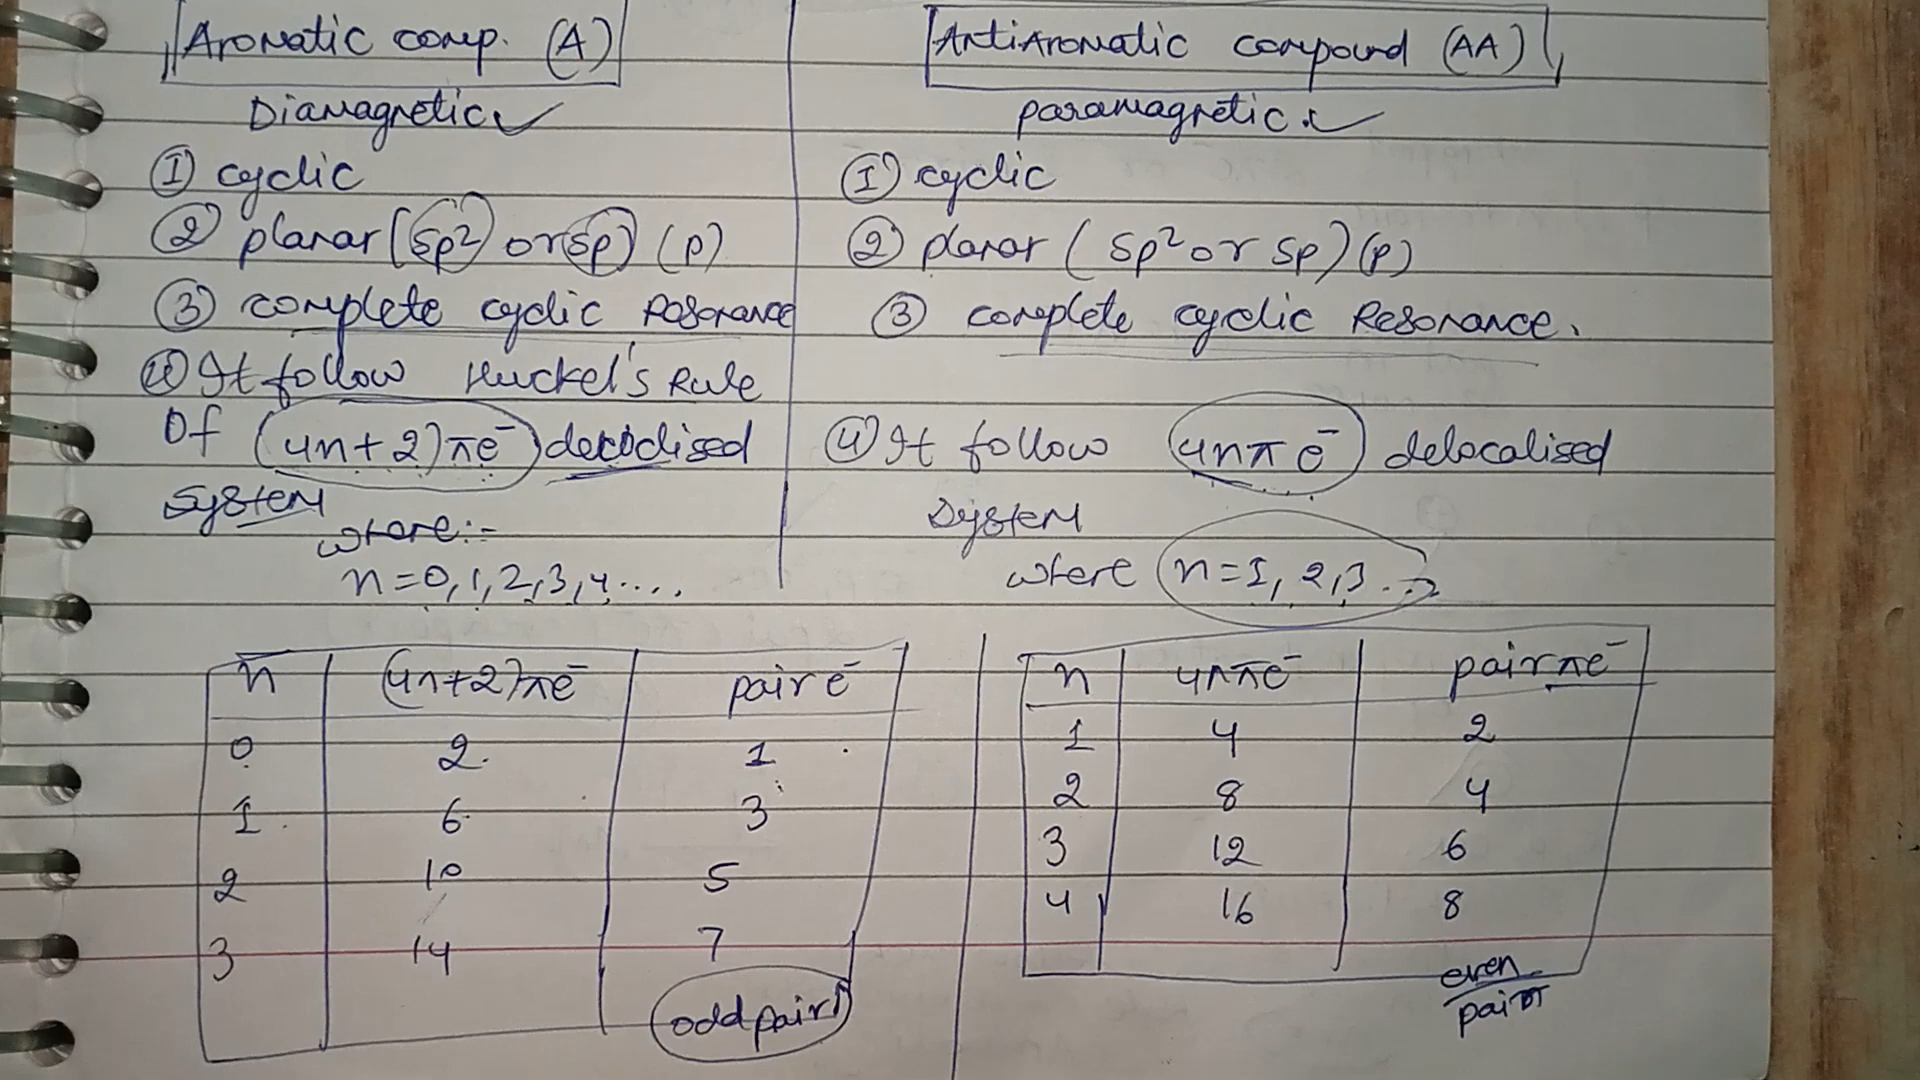 Aromatic comp. (A)
Diamagnetic ✓
① cyclic
② planar (sp² or sp) (p)
③ complete cyclic Resonance
④ It follow Huckel's Rule
Of (4n+2)πe⁻ delocalised
System
where:-
n=0,1,2,3,4....
n (4n+2)πe⁻ pair e⁻
0 2 1
1 6 3
2 10 5
3 14 7
odd pair
AntiAromatic compound (AA)
paramagnetic. ✓
① cyclic
② planar (sp² or sp) (p)
③ complete cyclic Resonance.
④ It follow 4nπe⁻ delocalised
System
where n=1, 2,3...
n 4nπe⁻ pair πe⁻
1 4 2
2 8 4
3 12 6
4 16 8
even
pair